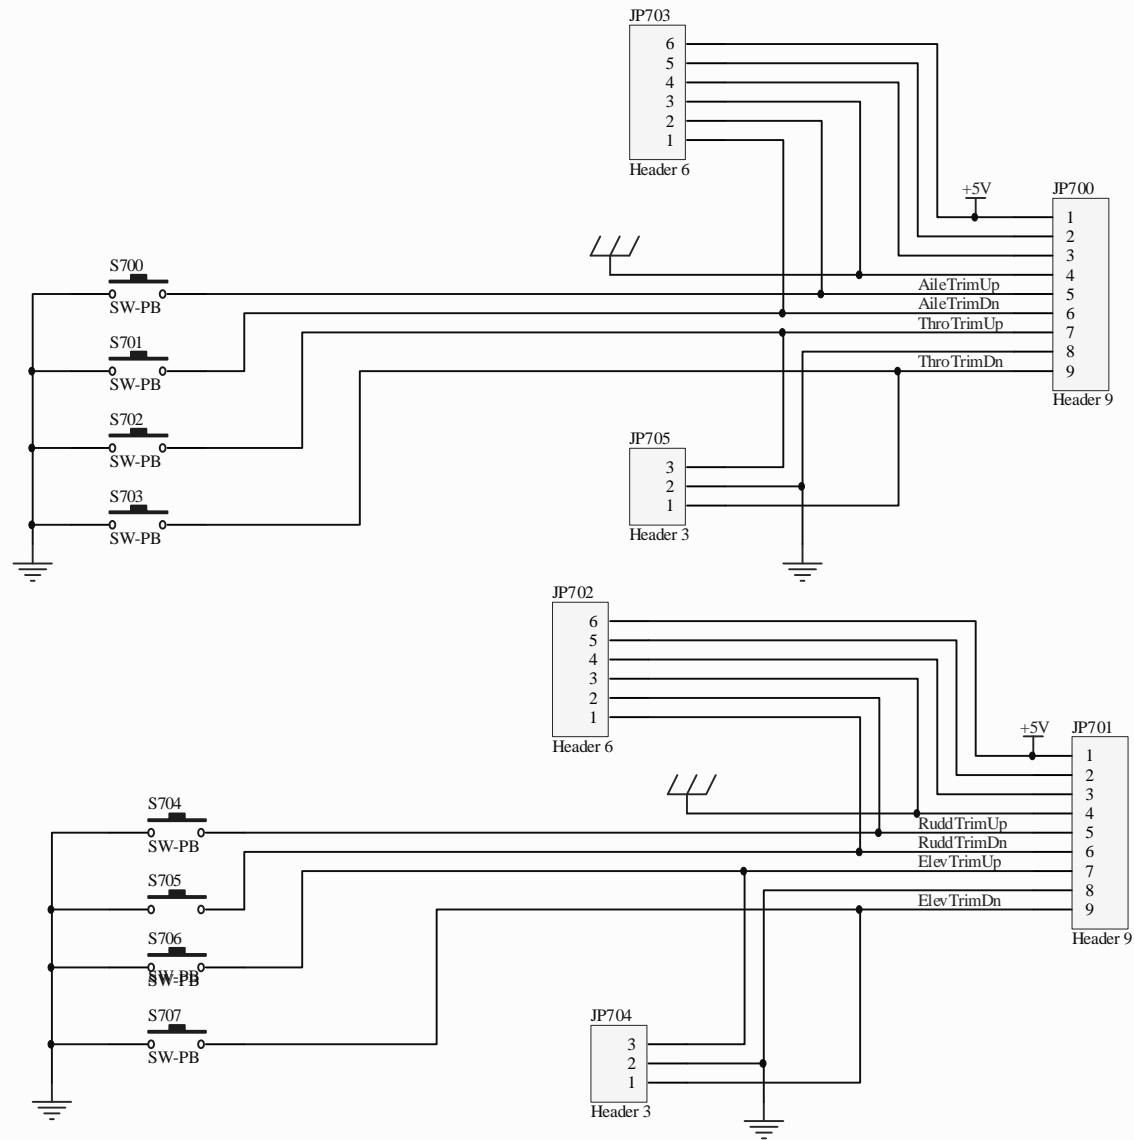 JP703
6
5
4
3
2
1
Header 6
+5V
JP700
1
2
3
4
5
6
7
8
9
Header 9
AileTrimUp
AileTrimDn
ThroTrimUp
ThroTrimDn
S700
SW-PB
S701
SW-PB
S702
SW-PB
S703
SW-PB
JP705
3
2
1
Header 3
JP702
6
5
4
3
2
1
Header 6
+5V
JP701
1
2
3
4
5
6
7
8
9
Header 9
RuddTrimUp
RuddTrimDn
ElevTrimUp
ElevTrimDn
S704
SW-PB
S705
S706
SW-PB
SW-PB
S707
SW-PB
JP704
3
2
1
Header 3